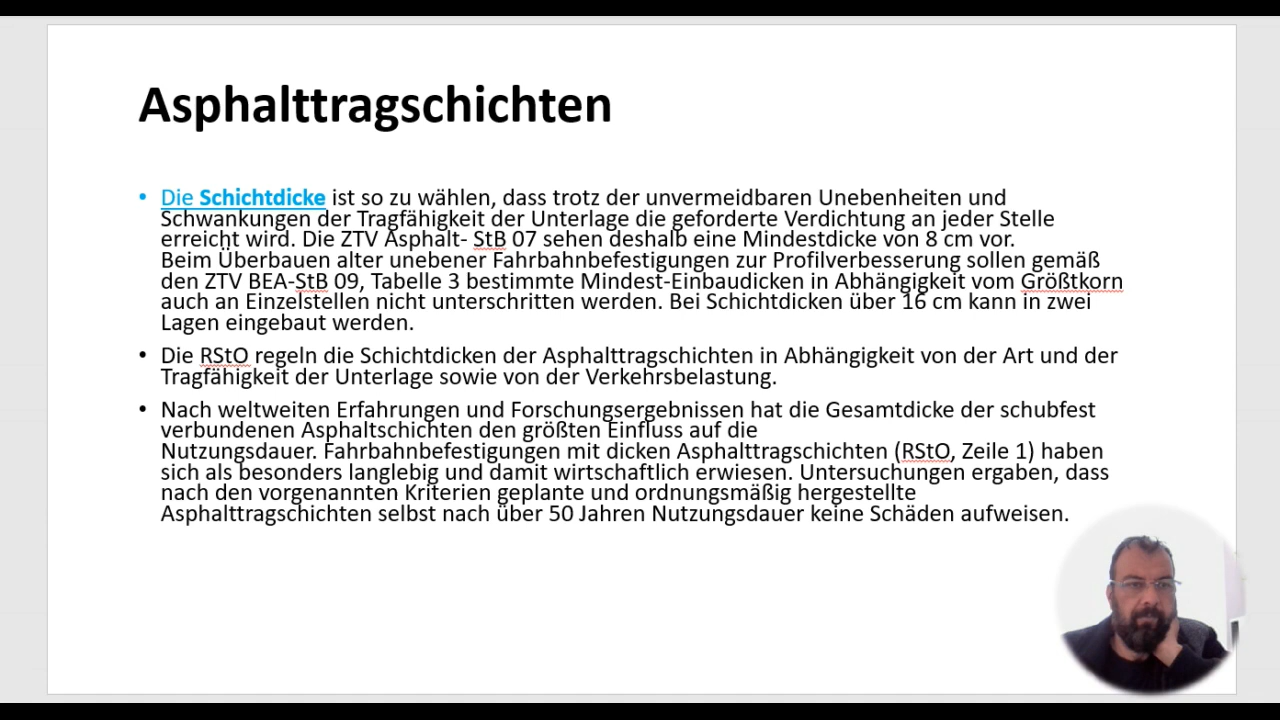 Asphalttragschichten
• Die Schichtdicke ist so zu wählen, dass trotz der unvermeidbaren Unebenheiten und
Schwankungen der Tragfähigkeit der Unterlage die geforderte Verdichtung an jeder Stelle
erreicht wird. Die ZTV Asphalt- StB 07 sehen deshalb eine Mindestdicke von 8 cm vor.
Beim Überbauen alter unebener Fahrbahnbefestigungen zur Profilverbesserung sollen gemäß
den ZTV BEA-StB 09, Tabelle 3 bestimmte Mindest-Einbaudicken in Abhängigkeit vom Größtkorn
auch an Einzelstellen nicht unterschritten werden. Bei Schichtdicken über 16 cm kann in zwei
Lagen eingebaut werden.
• Die RStO regeln die Schichtdicken der Asphalttragschichten in Abhängigkeit von der Art und der
Tragfähigkeit der Unterlage sowie von der Verkehrsbelastung.
• Nach weltweiten Erfahrungen und Forschungsergebnissen hat die Gesamtdicke der schubfest
verbundenen Asphaltschichten den größten Einfluss auf die
Nutzungsdauer. Fahrbahnbefestigungen mit dicken Asphalttragschichten (RStO, Zeile 1) haben
sich als besonders langlebig und damit wirtschaftlich erwiesen. Untersuchungen ergaben, dass
nach den vorgenannten Kriterien geplante und ordnungsmäßig hergestellte
Asphalttragschichten selbst nach über 50 Jahren Nutzungsdauer keine Schäden aufweisen.